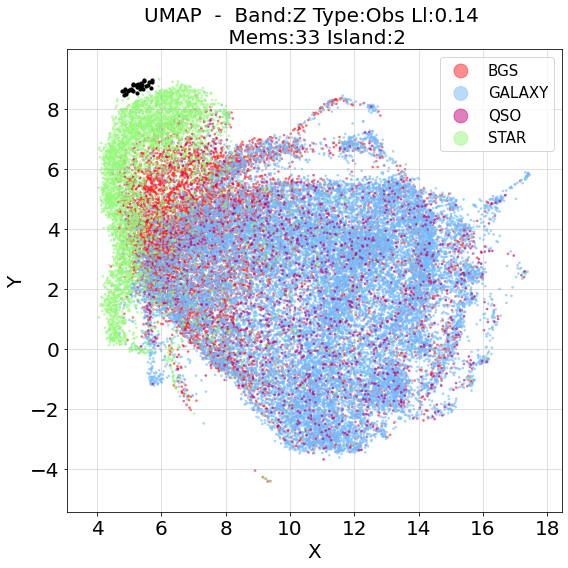 UMAP  -  Band:Z Type:Obs Ll:0.14
Mems:33 Island:2
BGS
GALAXY
QSO
STAR
8
6
4
2
0
−2
−4
Y
4 6 8 10 12 14 16 18
X